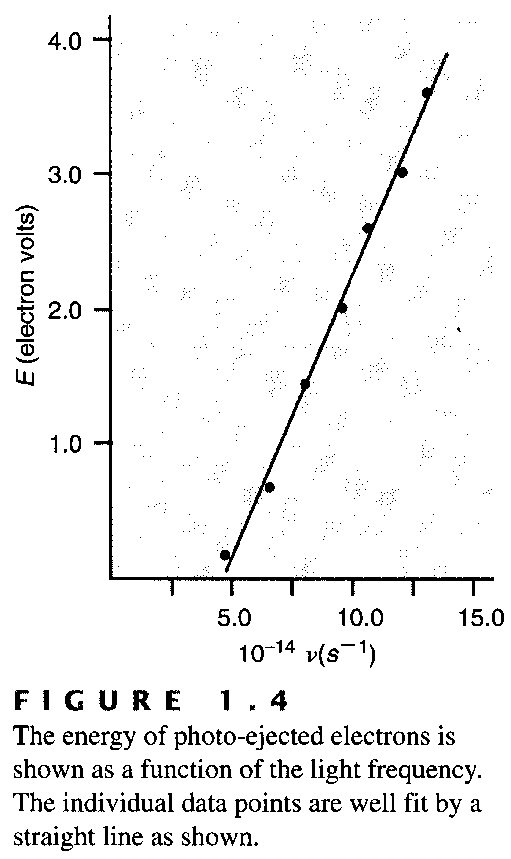 4.0
3.0
2.0
1.0
E (electron volts)
5.0 10.0 15.0
10⁻¹⁴ ν(s⁻¹)
FIGURE 1.4
The energy of photo-ejected electrons is
shown as a function of the light frequency.
The individual data points are well fit by a
straight line as shown.